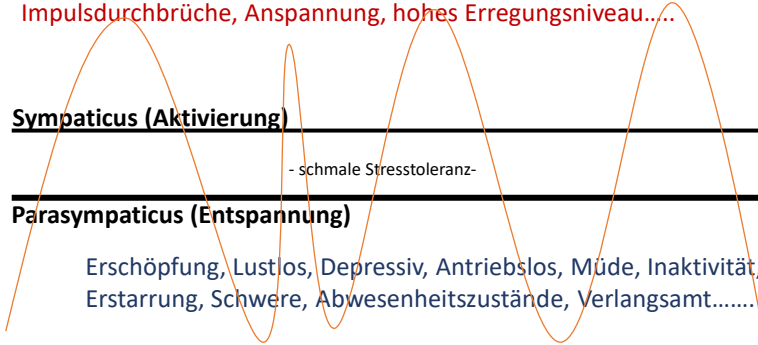 Impulsdurchbrüche, Anspannung, hohes Erregungsniveau…..
Sympaticus (Aktivierung)
- schmale Stresstoleranz-
Parasympaticus (Entspannung)
Erschöpfung, Lustlos, Depressiv, Antriebslos, Müde, Inaktivität,
Erstarrung, Schwere, Abwesenheitszustände, Verlangsamt…….